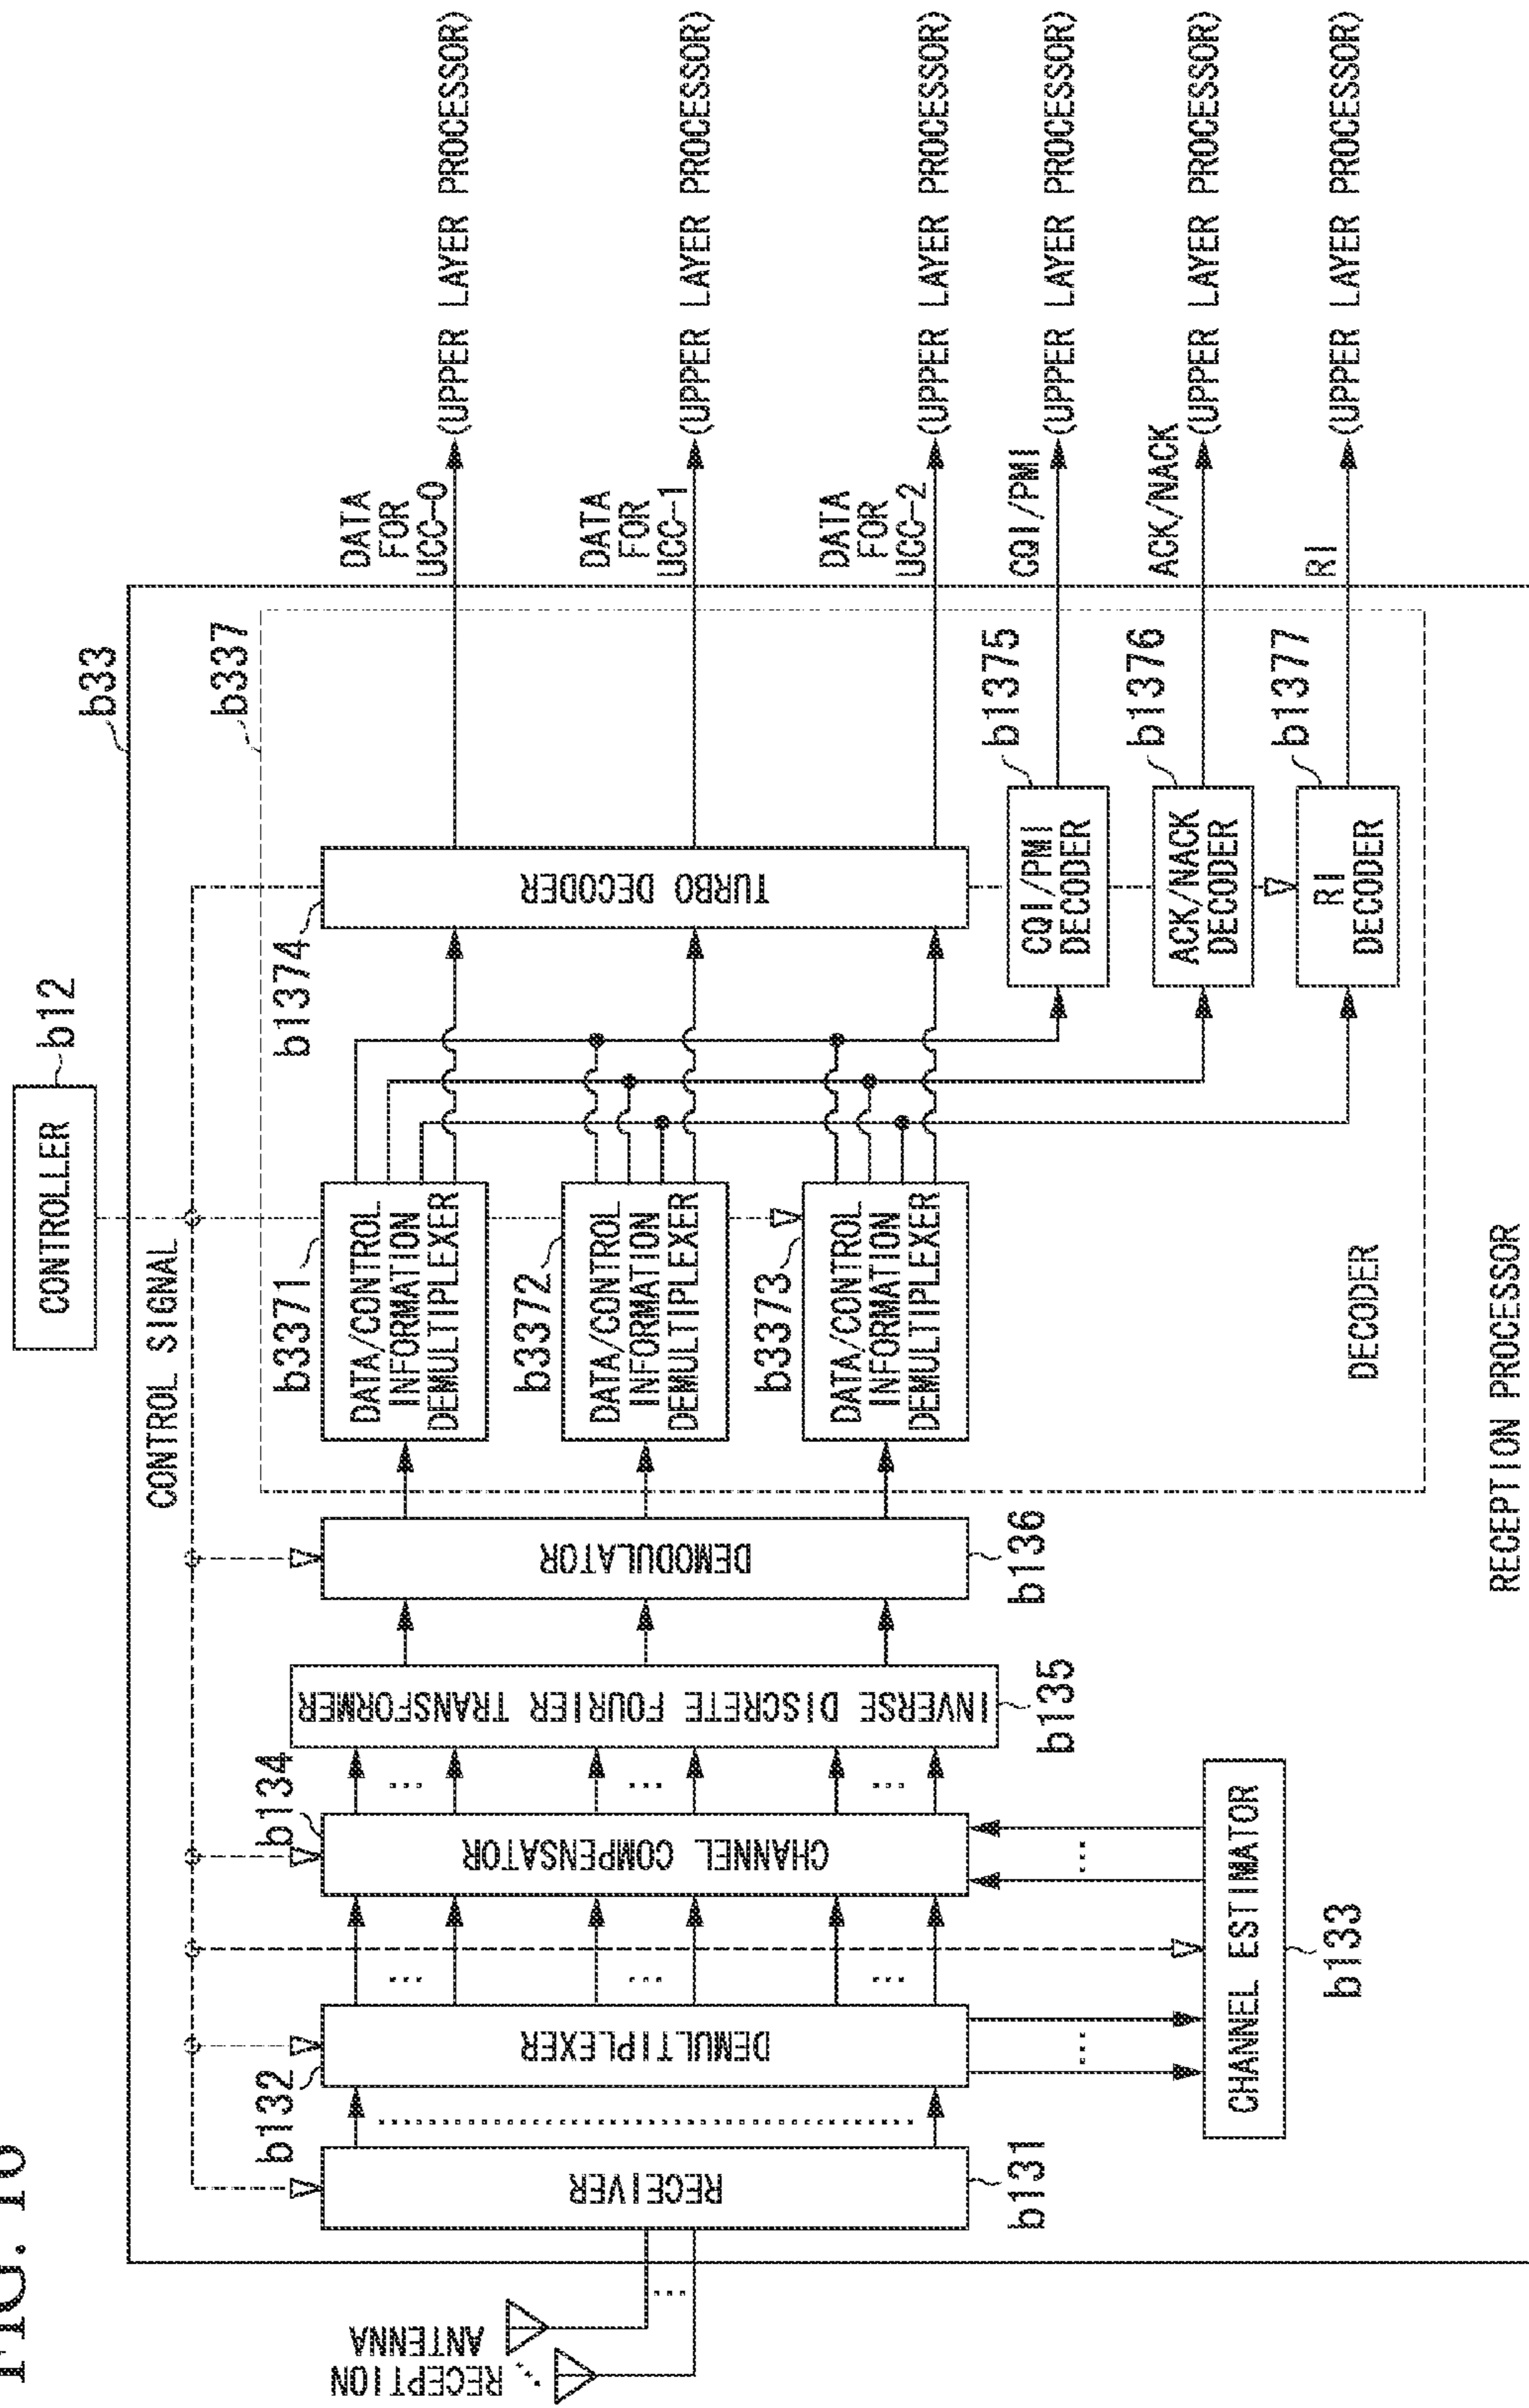 FIG. 16
CONTROLLER
b12
CONTROL SIGNAL
b33
b337
RECEPTION
ANTENNA
RECEIVER
b131
b132
DEMULTIPLEXER
CHANNEL ESTIMATOR
b133
b134
CHANNEL COMPENSATOR
INVERSE DISCRETE FOURIER TRANSFORMER
b135
DEMODULATOR
b136
b3371
DATA/CONTROL
INFORMATION
DEMULTIPLEXER
b3372
DATA/CONTROL
INFORMATION
DEMULTIPLEXER
b3373
DATA/CONTROL
INFORMATION
DEMULTIPLEXER
b1374
TURBO DECODER
b1375
CQI/PMI
DECODER
b1376
ACK/NACK
DECODER
b1377
RI
DECODER
DECODER
RECEPTION PROCESSOR
DATA
FOR
UCC-0
(UPPER LAYER PROCESSOR)
DATA
FOR
UCC-1
(UPPER LAYER PROCESSOR)
DATA
FOR
UCC-2
(UPPER LAYER PROCESSOR)
CQI/PMI
(UPPER LAYER PROCESSOR)
ACK/NACK
(UPPER LAYER PROCESSOR)
RI
(UPPER LAYER PROCESSOR)